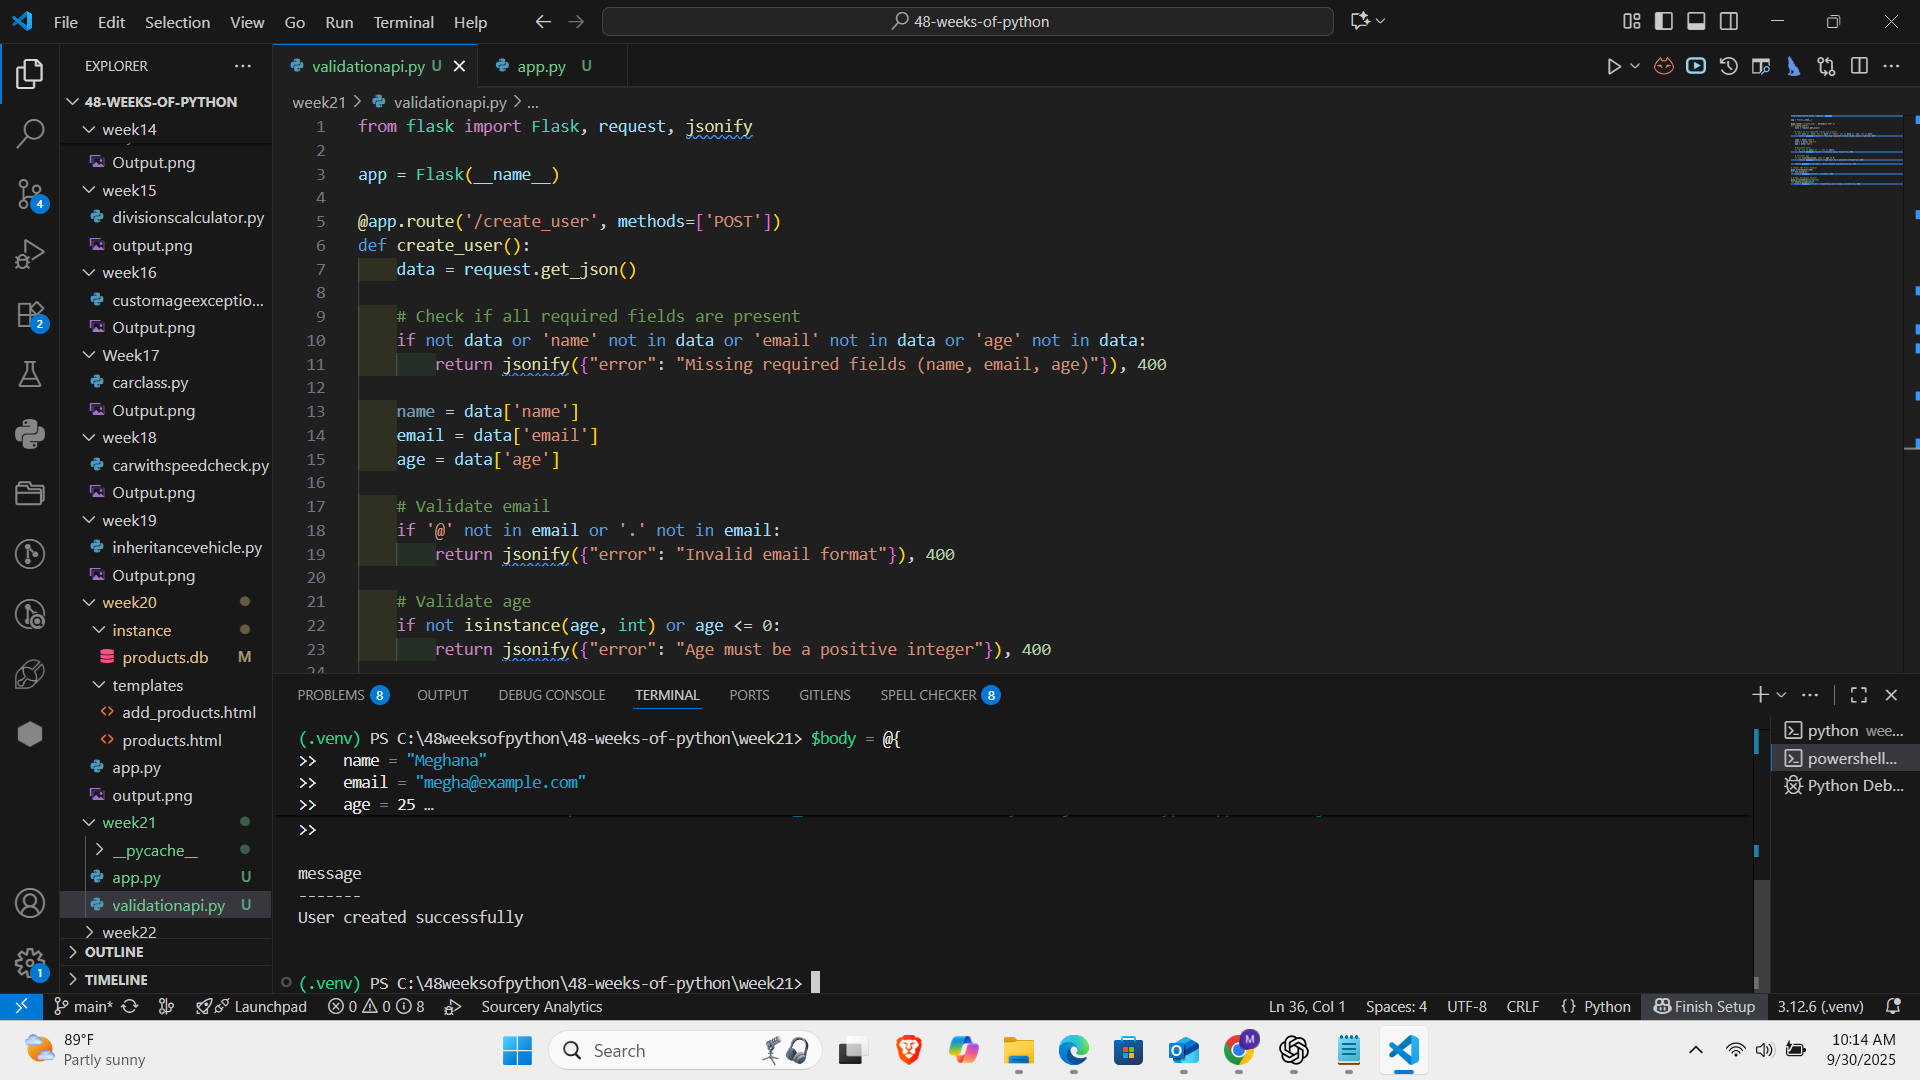 File Edit Selection View Go Run Terminal Help
48-weeks-of-python
EXPLORER
48-WEEKS-OF-PYTHON
week14
Output.png
week15
divisionscalculator.py
output.png
week16
customageexceptio...
Output.png
Week17
carclass.py
Output.png
week18
carwithspeedcheck.py
Output.png
week19
inheritancevehicle.py
Output.png
week20
instance
products.db M
templates
add_products.html
products.html
app.py
output.png
week21
__pycache__
app.py U
validationapi.py U
week22
OUTLINE
TIMELINE
4
2
1
validationapi.py U
app.py U
week21 > validationapi.py > ...
1 from flask import Flask, request, jsonify
2
3 app = Flask(__name__)
4
5 @app.route('/create_user', methods=['POST'])
6 def create_user():
7 data = request.get_json()
8
9 # Check if all required fields are present
10 if not data or 'name' not in data or 'email' not in data or 'age' not in data:
11 return jsonify({"error": "Missing required fields (name, email, age)"}), 400
12
13 name = data['name']
14 email = data['email']
15 age = data['age']
16
17 # Validate email
18 if '@' not in email or '.' not in email:
19 return jsonify({"error": "Invalid email format"}), 400
20
21 # Validate age
22 if not isinstance(age, int) or age <= 0:
23 return jsonify({"error": "Age must be a positive integer"}), 400
24
PROBLEMS 8 OUTPUT DEBUG CONSOLE TERMINAL PORTS GITLENS SPELL CHECKER 8
(.venv) PS C:\48weeksofpython\48-weeks-of-python\week21> $body = @{
>> name = "Meghana"
>> email = "megha@example.com"
>> age = 25 …
>>
message
-------
User created successfully
(.venv) PS C:\48weeksofpython\48-weeks-of-python\week21>
python wee...
powershell...
Python Deb...
main* Launchpad 0 0 8 Sourcery Analytics
Ln 36, Col 1 Spaces: 4 UTF-8 CRLF {} Python Finish Setup 3.12.6 (.venv)
89°F
Partly sunny
Search
M
10:14 AM
9/30/2025